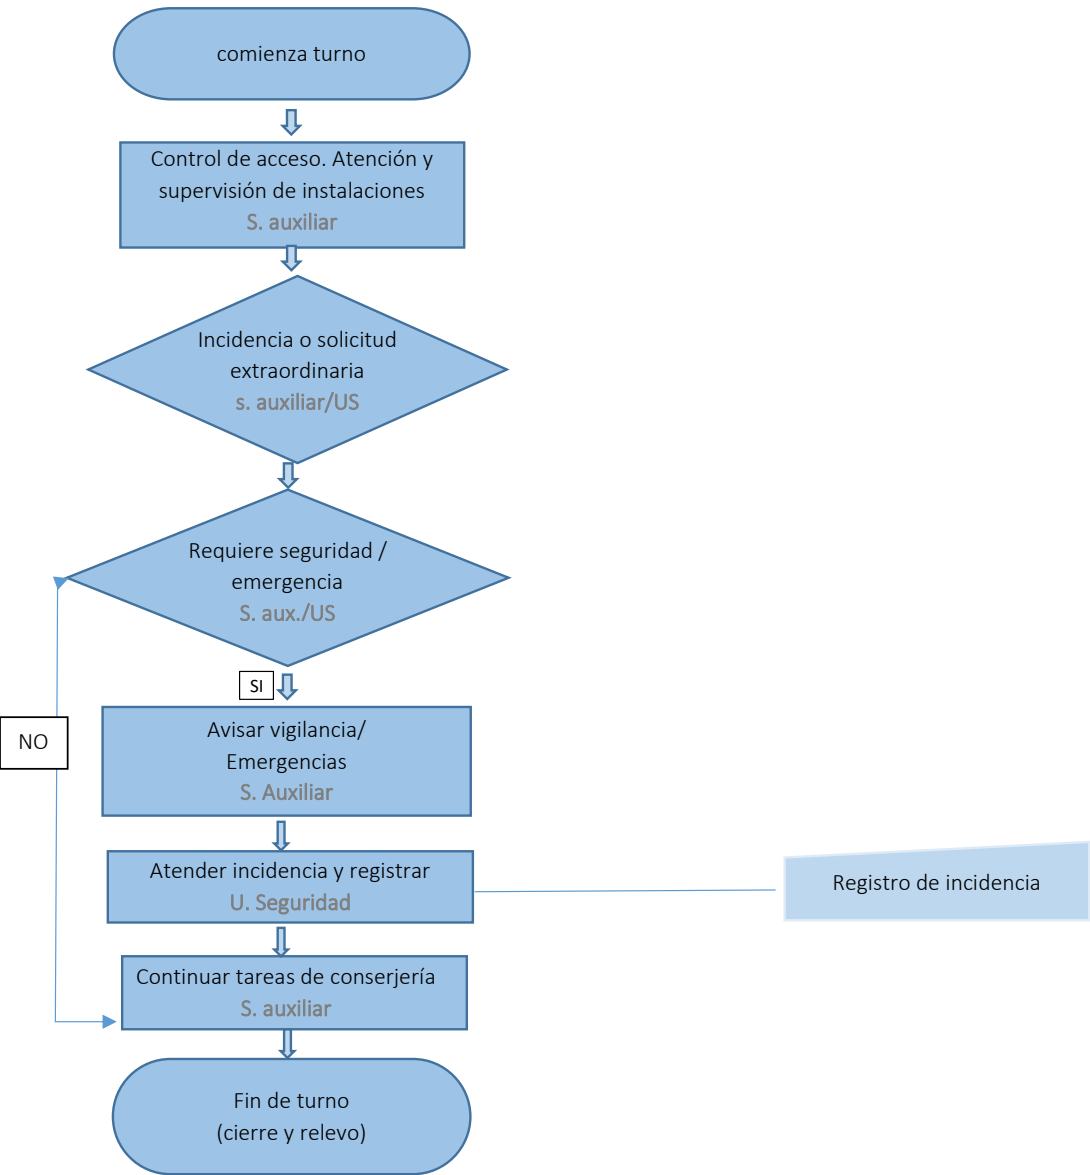 comienza turno
Control de acceso. Atención y
supervisión de instalaciones
S. auxiliar
Incidencia o solicitud
extraordinaria
s. auxiliar/US
Requiere seguridad /
emergencia
S. aux./US
SI
NO
Avisar vigilancia/
Emergencias
S. Auxiliar
Atender incidencia y registrar
U. Seguridad
Registro de incidencia
Continuar tareas de conserjería
S. auxiliar
Fin de turno
(cierre y relevo)